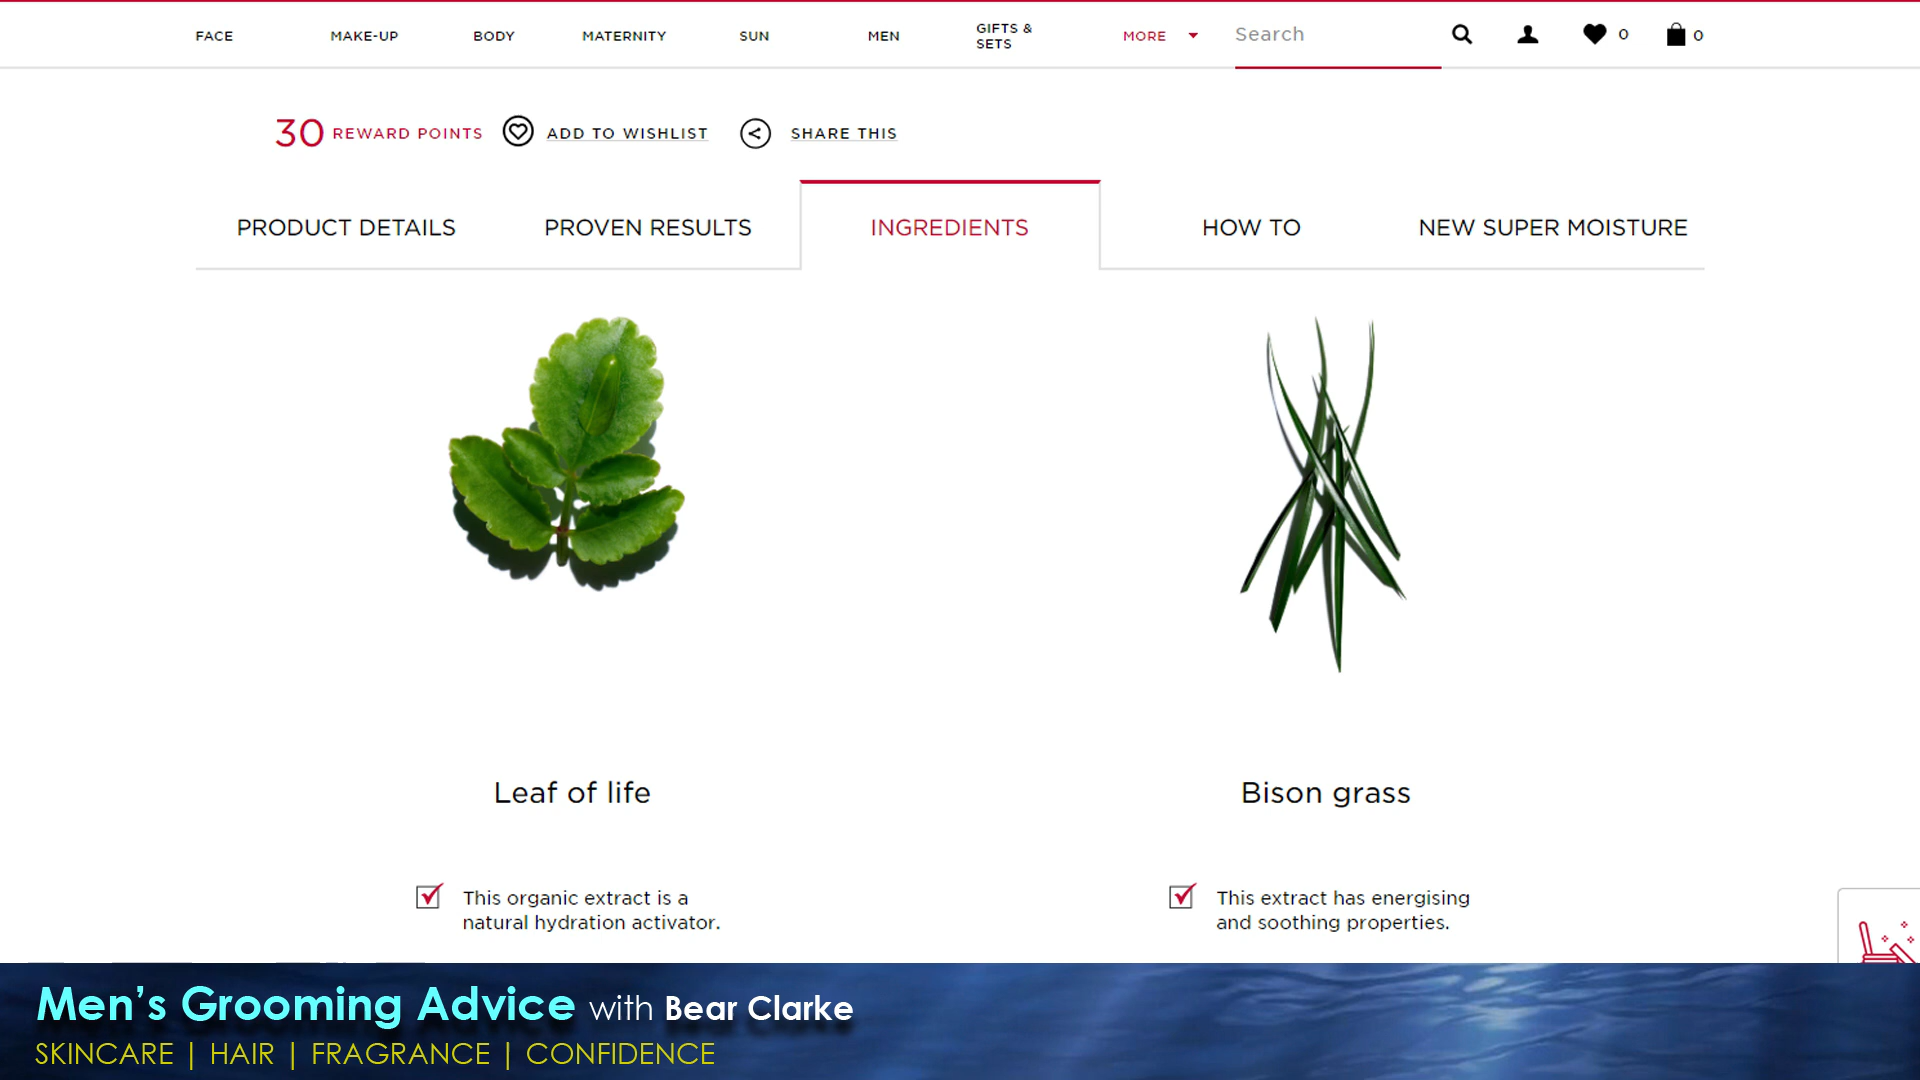 FACE
MAKE-UP
BODY
MATERNITY
SUN
MEN
GIFTS &
SETS
MORE
Search
0
0
30 REWARD POINTS
ADD TO WISHLIST
SHARE THIS
PRODUCT DETAILS
PROVEN RESULTS
INGREDIENTS
HOW TO
NEW SUPER MOISTURE
Leaf of life
Bison grass
This organic extract is a
natural hydration activator.
This extract has energising
and soothing properties.
Men's Grooming Advice with Bear Clarke
SKINCARE | HAIR | FRAGRANCE | CONFIDENCE